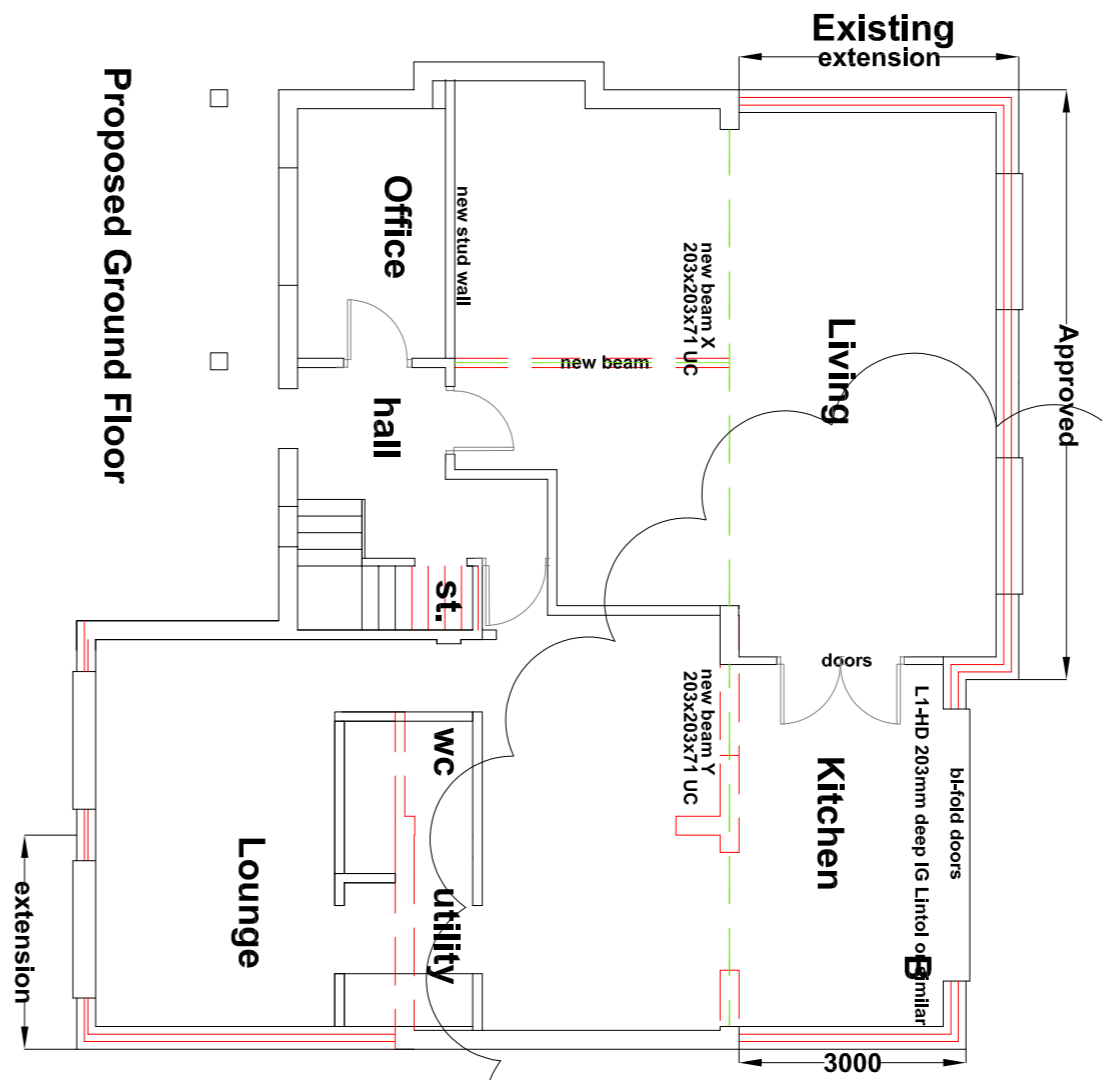 Existing
extension
Proposed Ground Floor
Office
new stud wall
new beam X
203x203x71 UC
Living
Approved
new beam
hall
st.
doors
new beam Y
203x203x71 UC
Kitchen
L1-HD 203mm deep IG Lintol or similar
bI-fold doors
B
wc
utility
Lounge
extension
3000